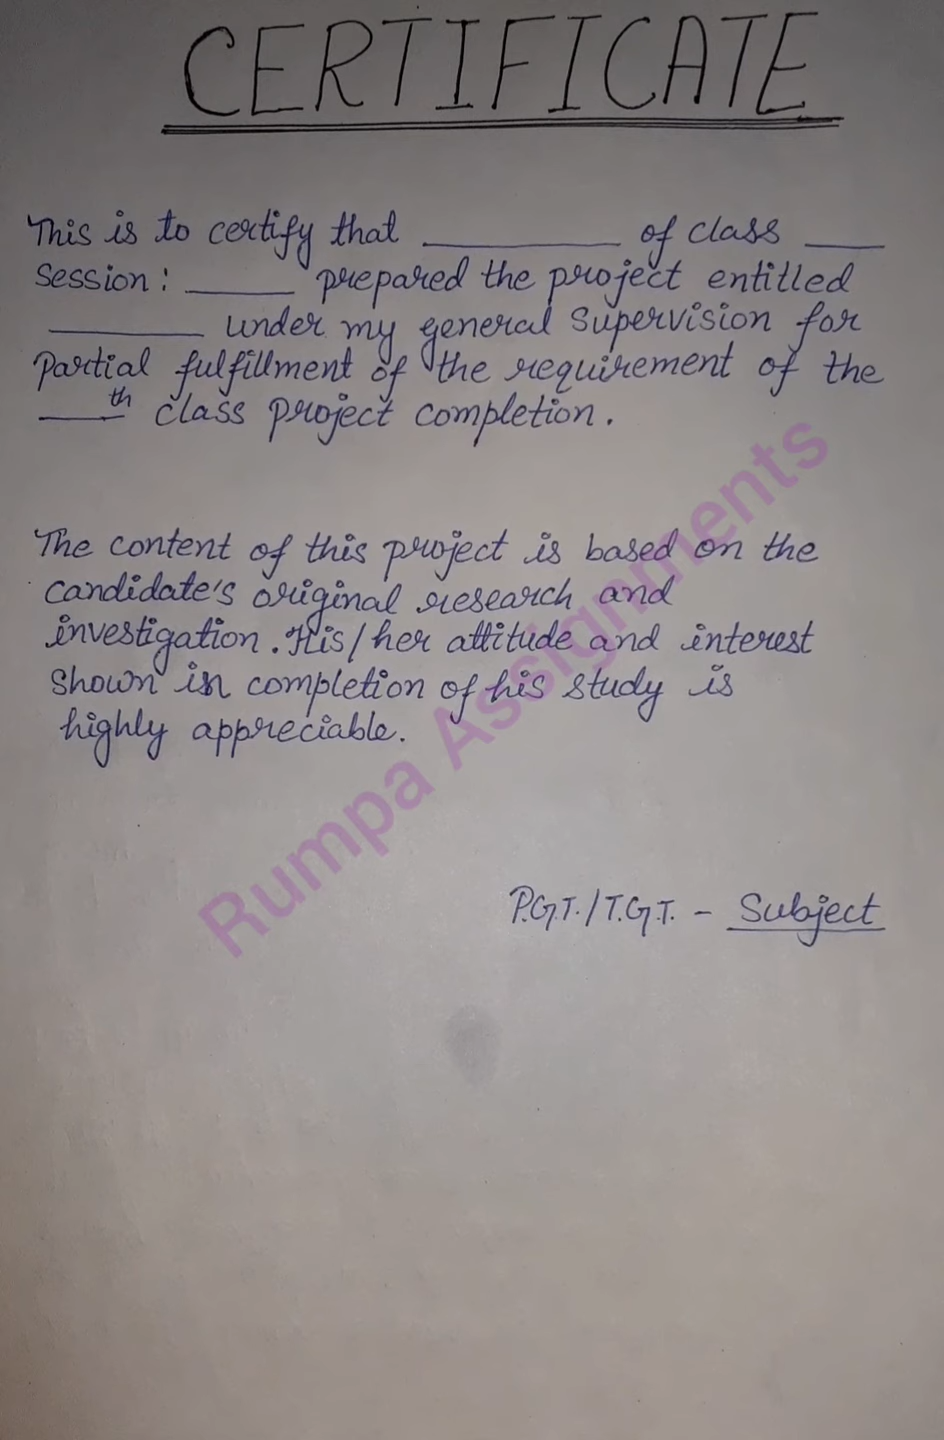 CERTIFICATE
This is to certify that __________ of class ____
Session: ______ prepared the project entitled
________ under my general Supervision for
Partial fulfillment of the requirement of the
____th class project completion.
The content of this project is based on the
candidate's original research and
investigation. His/her attitude and interest
shown in completion of his study is
highly appreciable.
Rumpa Assignments
P.G.T./T.G.T. - Subject